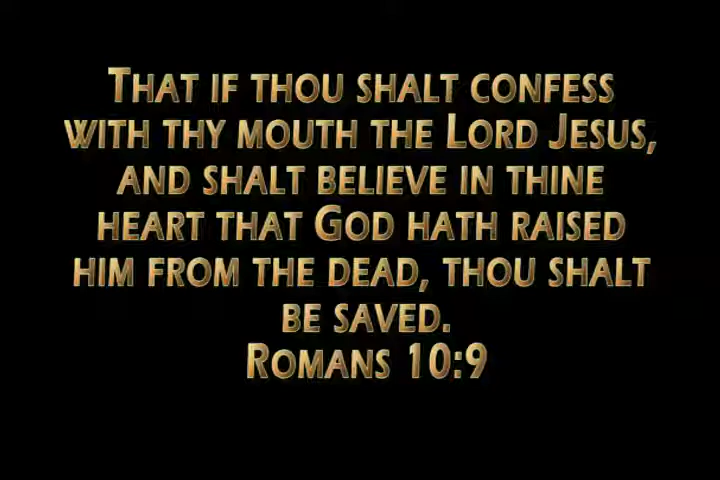 That if thou shalt confess
with thy mouth the Lord Jesus,
and shalt believe in thine
heart that God hath raised
him from the dead, thou shalt
be saved.
Romans 10:9